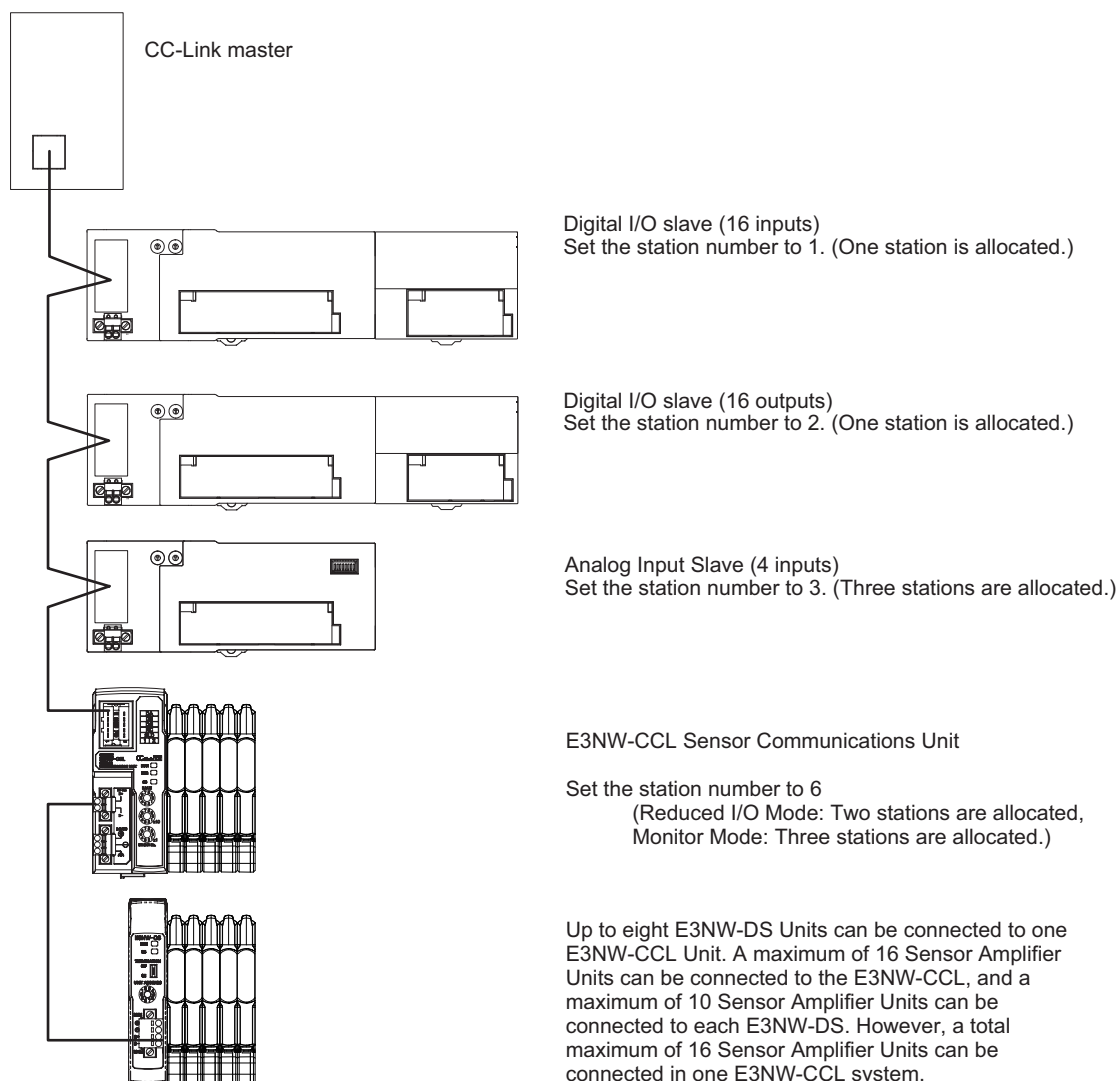 CC-Link master
Digital I/O slave (16 inputs)
Set the station number to 1. (One station is allocated.)
Digital I/O slave (16 outputs)
Set the station number to 2. (One station is allocated.)
Analog Input Slave (4 inputs)
Set the station number to 3. (Three stations are allocated.)
E3NW-CCL Sensor Communications Unit
Set the station number to 6
(Reduced I/O Mode: Two stations are allocated,
Monitor Mode: Three stations are allocated.)
Up to eight E3NW-DS Units can be connected to one
E3NW-CCL Unit. A maximum of 16 Sensor Amplifier
Units can be connected to the E3NW-CCL, and a
maximum of 10 Sensor Amplifier Units can be
connected to each E3NW-DS. However, a total
maximum of 16 Sensor Amplifier Units can be
connected in one E3NW-CCL system.